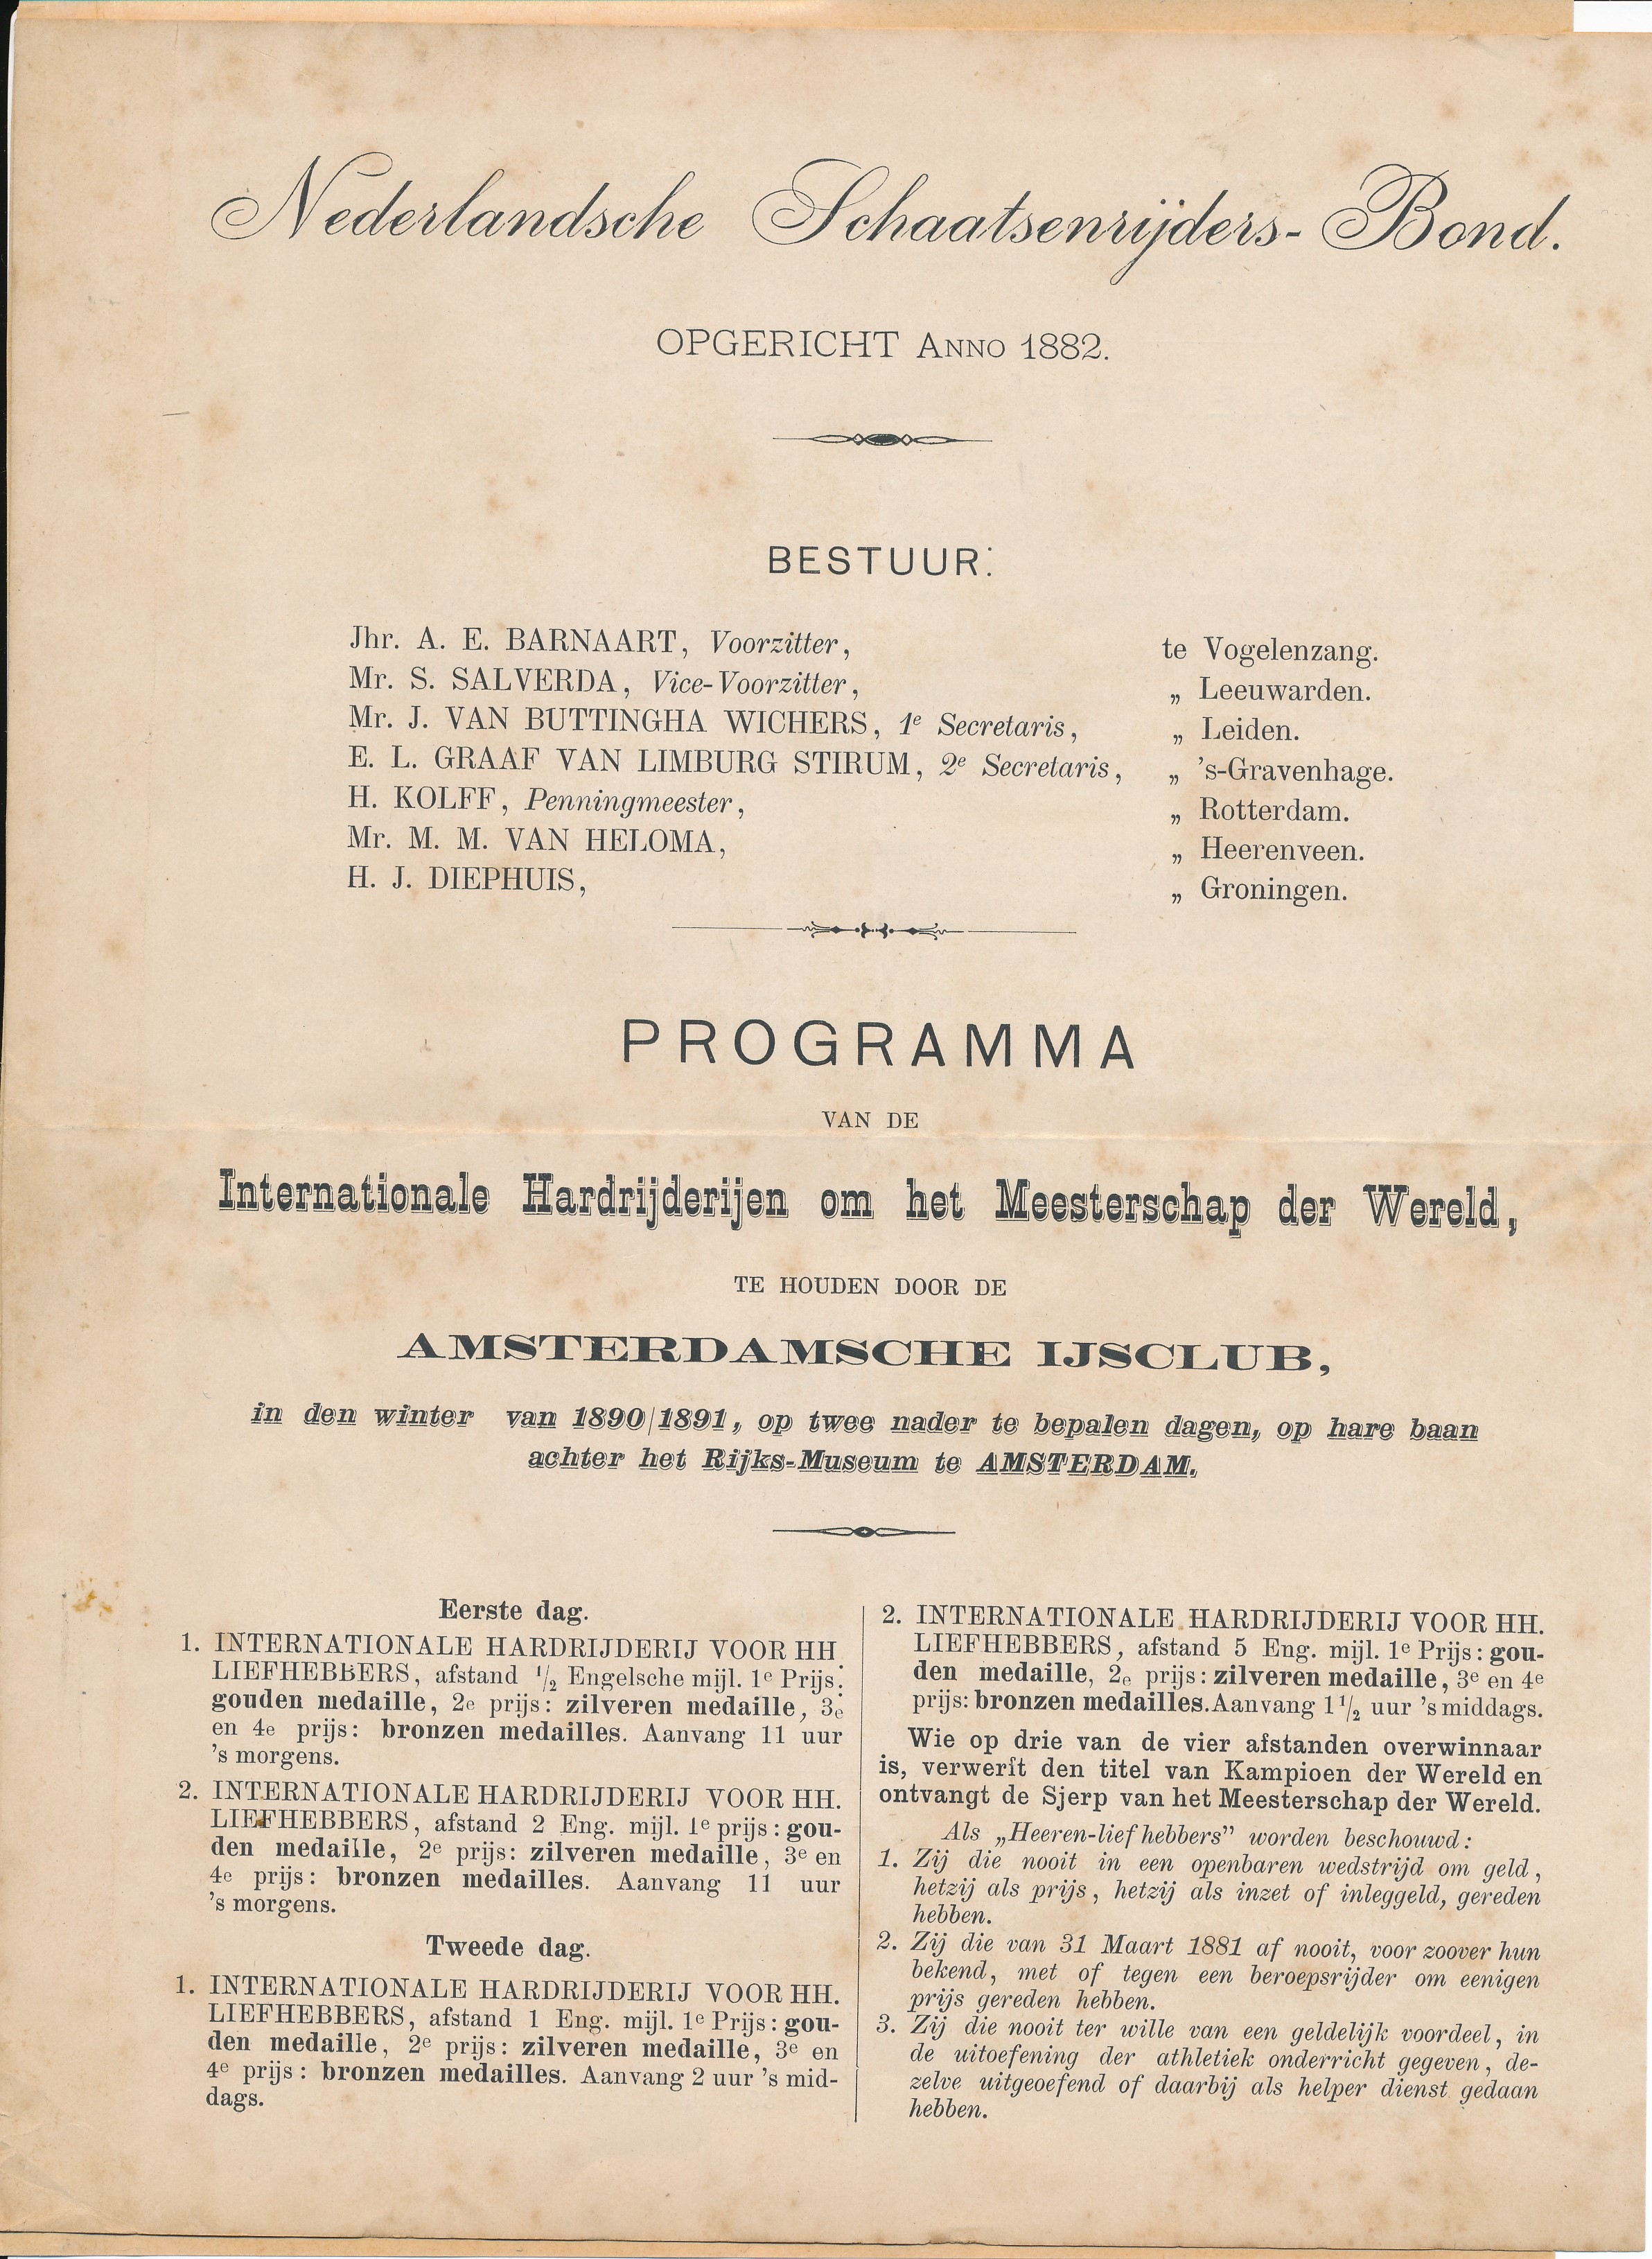 Nederlandsche Schaatsenrijders-Bond.
OPGERICHT ANNO 1882.
BESTUUR:
Jhr. A. E. BARNAART, Voorzitter, te Vogelenzang.
Mr. S. SALVERDA, Vice-Voorzitter, „ Leeuwarden.
Mr. J. VAN BUTTINGHA WICHERS, 1e Secretaris, „ Leiden.
E. L. GRAAF VAN LIMBURG STIRUM, 2e Secretaris, „ 's-Gravenhage.
H. KOLFF, Penningmeester, „ Rotterdam.
Mr. M. M. VAN HELOMA, „ Heerenveen.
H. J. DIEPHUIS, „ Groningen.
PROGRAMMA
VAN DE
Internationale Hardrijderijen om het Meesterschap der Wereld,
TE HOUDEN DOOR DE
AMSTERDAMSCHE IJSCLUB,
in den winter van 1890/1891, op twee nader te bepalen dagen, op hare baan
achter het Rijks-Museum te AMSTERDAM.
Eerste dag.
1. INTERNATIONALE HARDRIJDERIJ VOOR HH.
LIEFHEBBERS, afstand 1/2 Engelsche mijl. 1e Prijs:
gouden medaille, 2e prijs: zilveren medaille, 3e
en 4e prijs: bronzen medailles. Aanvang 11 uur
's morgens.
2. INTERNATIONALE HARDRIJDERIJ VOOR HH.
LIEFHEBBERS, afstand 2 Eng. mijl. 1e prijs: gou-
den medaille, 2e prijs: zilveren medaille, 3e en
4e prijs: bronzen medailles. Aanvang 11 uur
's morgens.
Tweede dag.
1. INTERNATIONALE HARDRIJDERIJ VOOR HH.
LIEFHEBBERS, afstand 1 Eng. mijl. 1e Prijs: gou-
den medaille, 2e prijs: zilveren medaille, 3e en
4e prijs: bronzen medailles. Aanvang 2 uur 's mid-
dags.
2. INTERNATIONALE HARDRIJDERIJ VOOR HH.
LIEFHEBBERS, afstand 5 Eng. mijl. 1e Prijs: gou-
den medaille, 2e prijs: zilveren medaille, 3e en 4e
prijs: bronzen medailles. Aanvang 1 1/2 uur 's middags.
Wie op drie van de vier afstanden overwinnaar
is, verwerft den titel van Kampioen der Wereld en
ontvangt de Sjerp van het Meesterschap der Wereld.
Als „Heeren-liefhebbers” worden beschouwd:
1. Zij die nooit in een openbaren wedstrijd om geld,
hetzij als prijs, hetzij als inzet of inleggeld, gereden
hebben.
2. Zij die van 31 Maart 1881 af nooit, voor zoover hun
bekend, met of tegen een beroepsrijder om eenigen
prijs gereden hebben.
3. Zij die nooit ter wille van een geldelijk voordeel, in
de uitoefening der athletiek onderricht gegeven, de-
zelve uitgeoefend of daarbij als helper dienst gedaan
hebben.